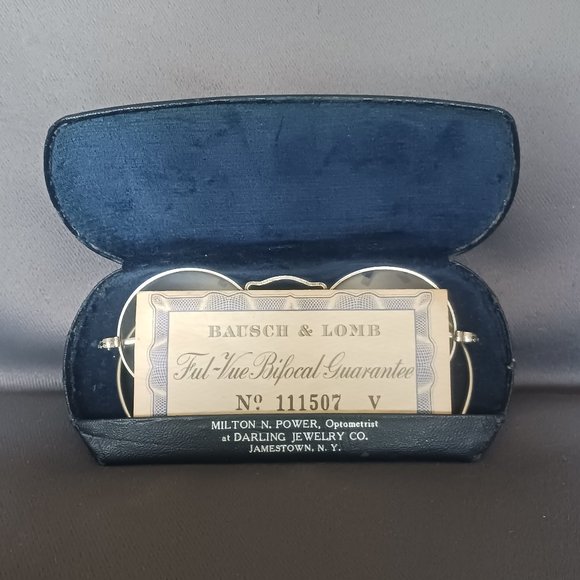 BAUSCH & LOMB
Ful-Vue Bifocal Guarantee
Nº 111507 V
MILTON N. POWER, Optometrist
at DARLING JEWELRY CO.
JAMESTOWN, N. Y.